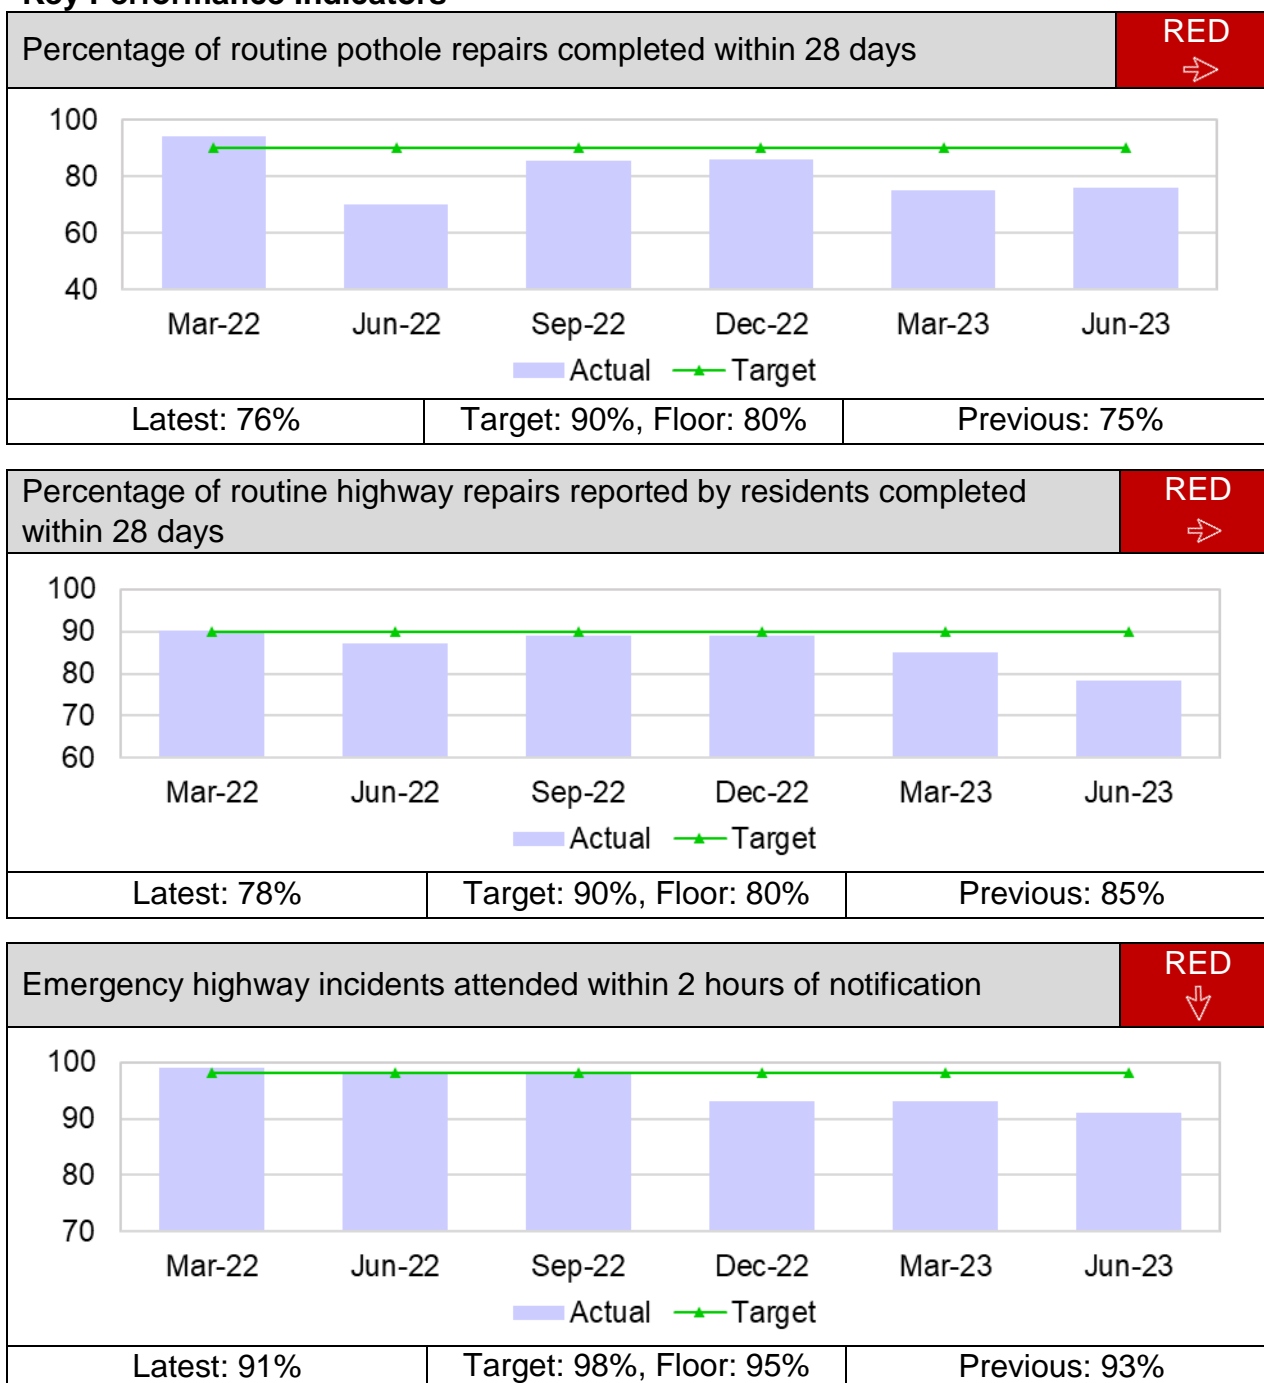 Key Performance Indicators
Percentage of routine pothole repairs completed within 28 days
RED
100
80
60
40
Mar-22 Jun-22 Sep-22 Dec-22 Mar-23 Jun-23
Actual Target
Latest: 76% Target: 90%, Floor: 80% Previous: 75%
Percentage of routine highway repairs reported by residents completed
within 28 days
RED
100
90
80
70
60
Mar-22 Jun-22 Sep-22 Dec-22 Mar-23 Jun-23
Actual Target
Latest: 78% Target: 90%, Floor: 80% Previous: 85%
Emergency highway incidents attended within 2 hours of notification
RED
100
90
80
70
Mar-22 Jun-22 Sep-22 Dec-22 Mar-23 Jun-23
Actual Target
Latest: 91% Target: 98%, Floor: 95% Previous: 93%